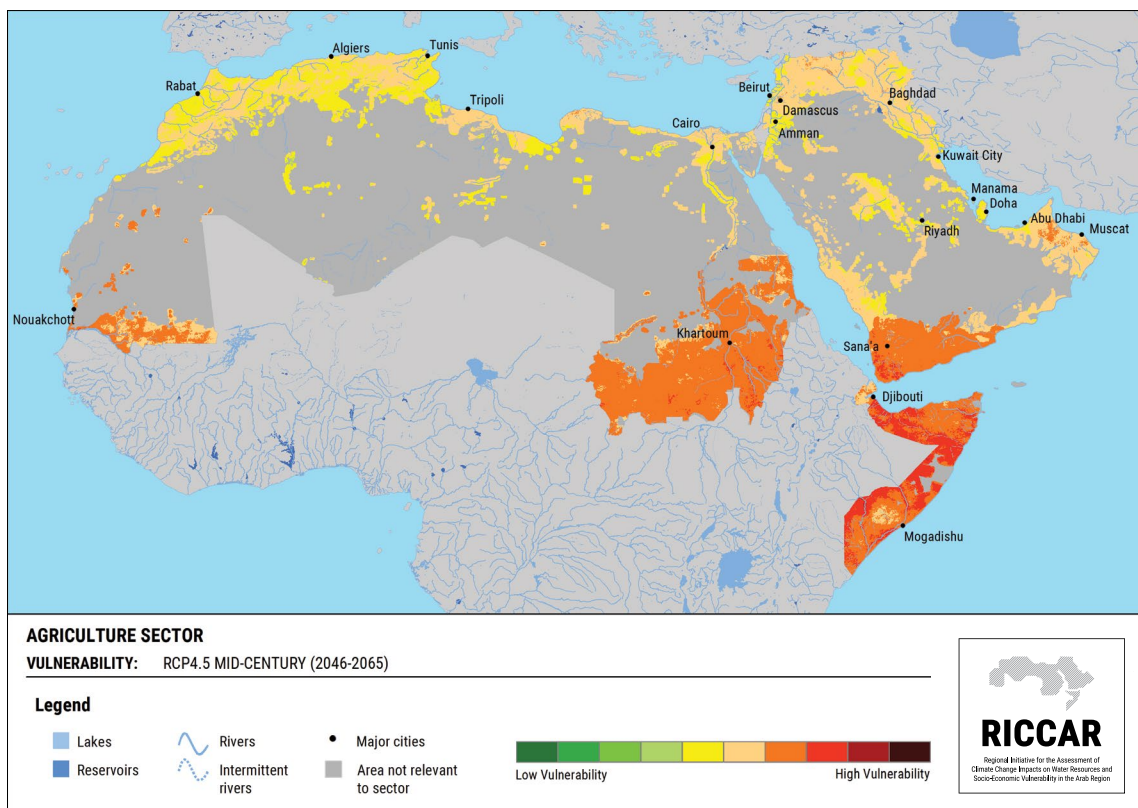 Algiers
Tunis
Rabat
Tripoli
Beirut
Damascus
Baghdad
Cairo
Amman
Kuwait City
Manama
Doha
Abu Dhabi
Muscat
Riyadh
Nouakchott
Khartoum
Sana'a
Djibouti
Mogadishu
AGRICULTURE SECTOR
VULNERABILITY: RCP4.5 MID-CENTURY (2046-2065)
Legend
Lakes
Reservoirs
Rivers
Intermittent
rivers
Major cities
Area not relevant
to sector
Low Vulnerability
High Vulnerability
RICCAR
Regional Initiative for the Assessment of
Climate Change Impacts on Water Resources and
Socio-Economic Vulnerability in the Arab Region